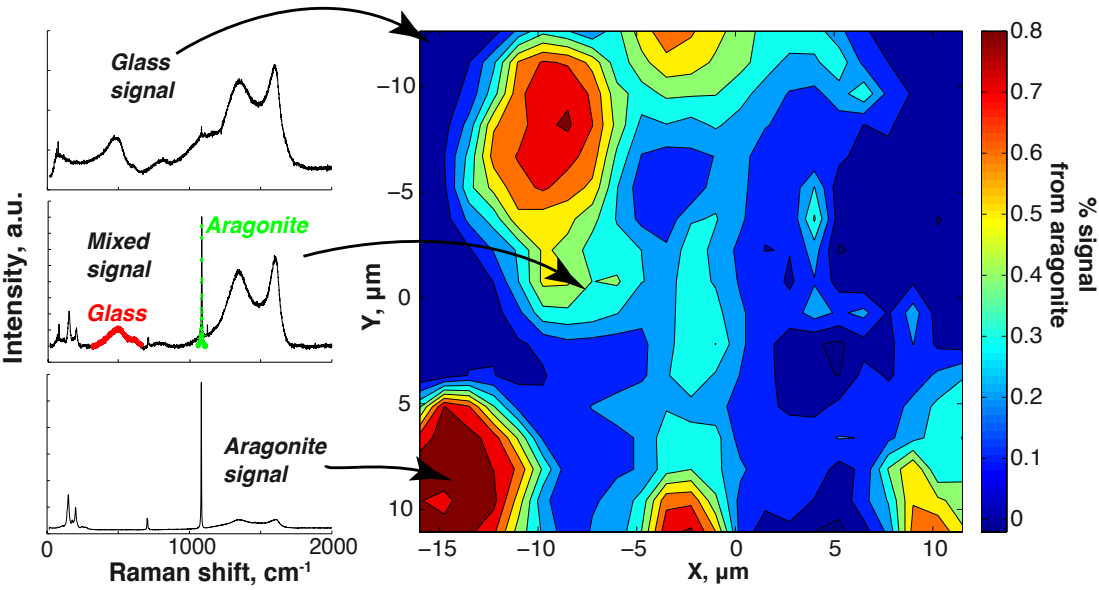 Glass
signal
Intensity, a.u.
Mixed
signal
Aragonite
Glass
Aragonite
signal
0
1000
2000
Raman shift, cm-1
−10
−5
0
5
10
Y, µm
−15
−10
−5
0
5
10
X, µm
0.8
0.7
0.6
0.5
0.4
0.3
0.2
0.1
0
% signal
from aragonite